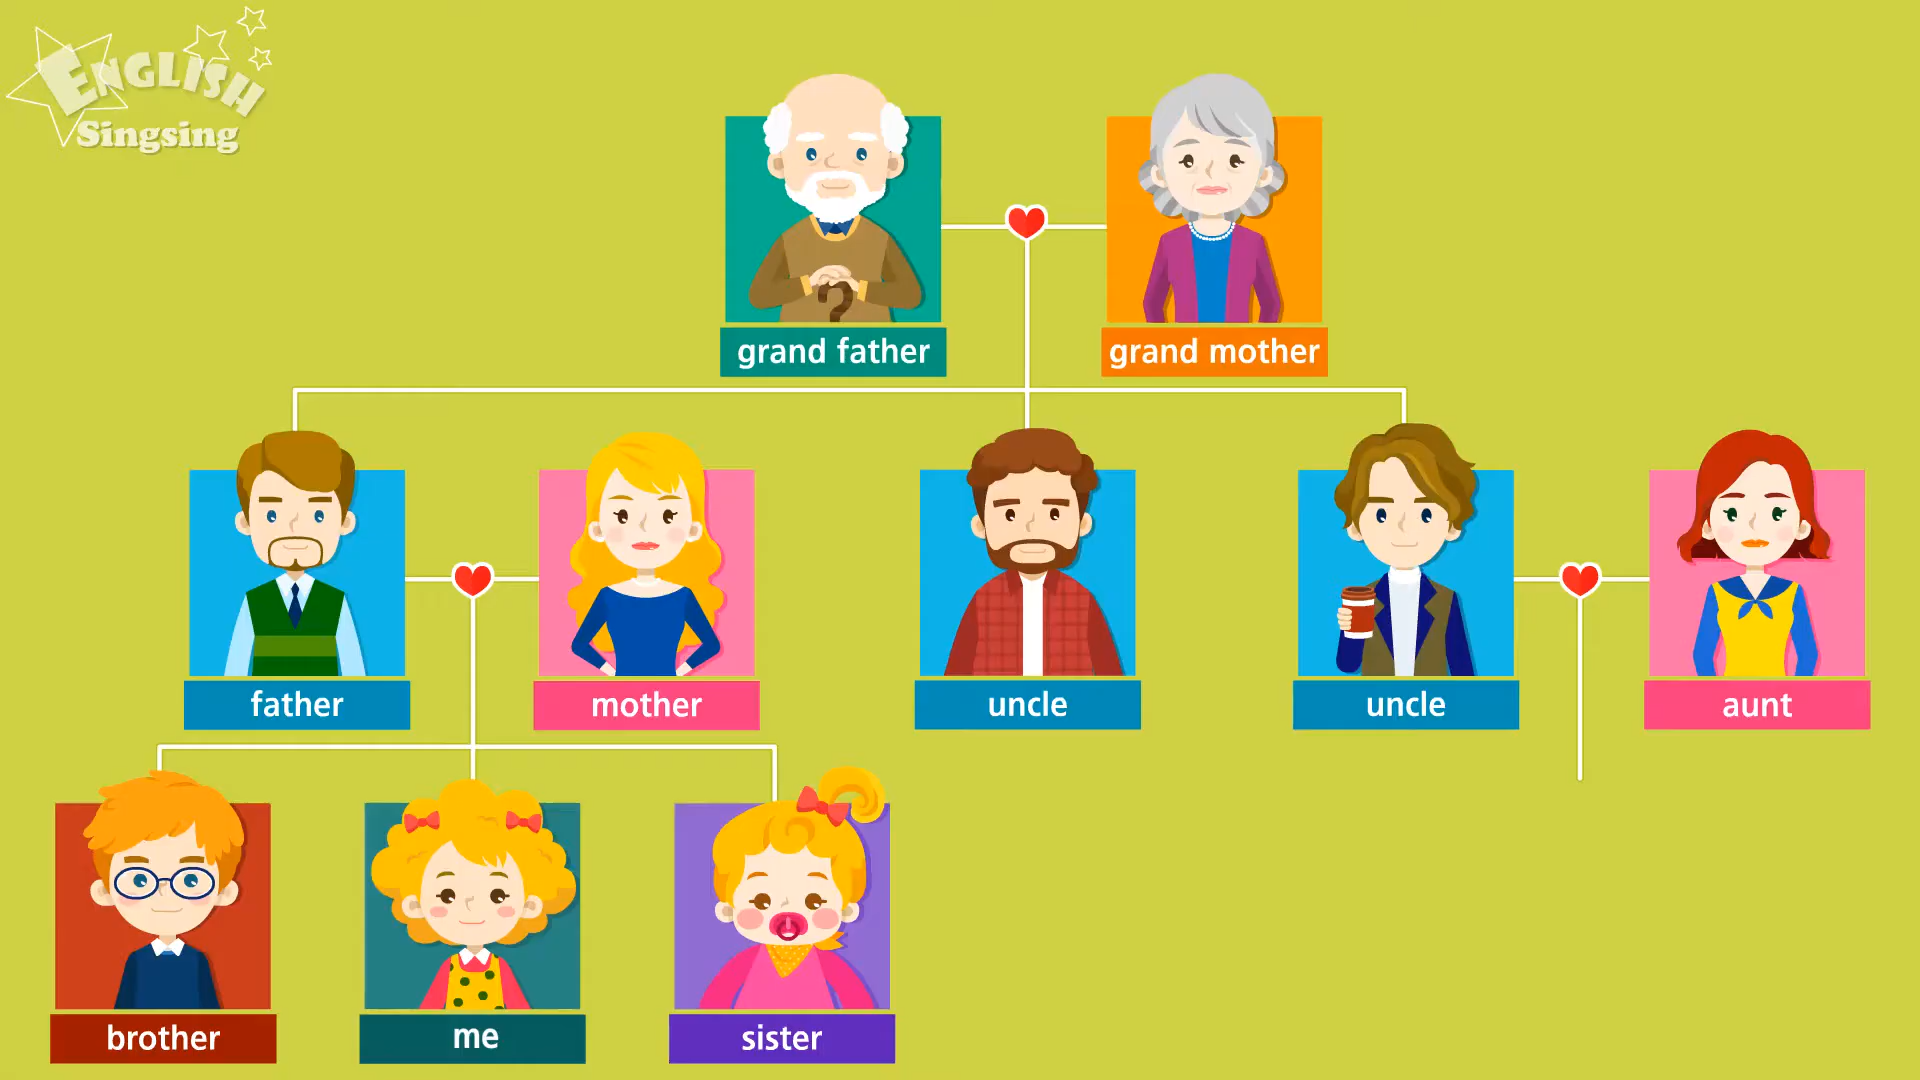 ENGLISH
Singsing
grand father
grand mother
father
mother
uncle
uncle
aunt
brother
me
sister